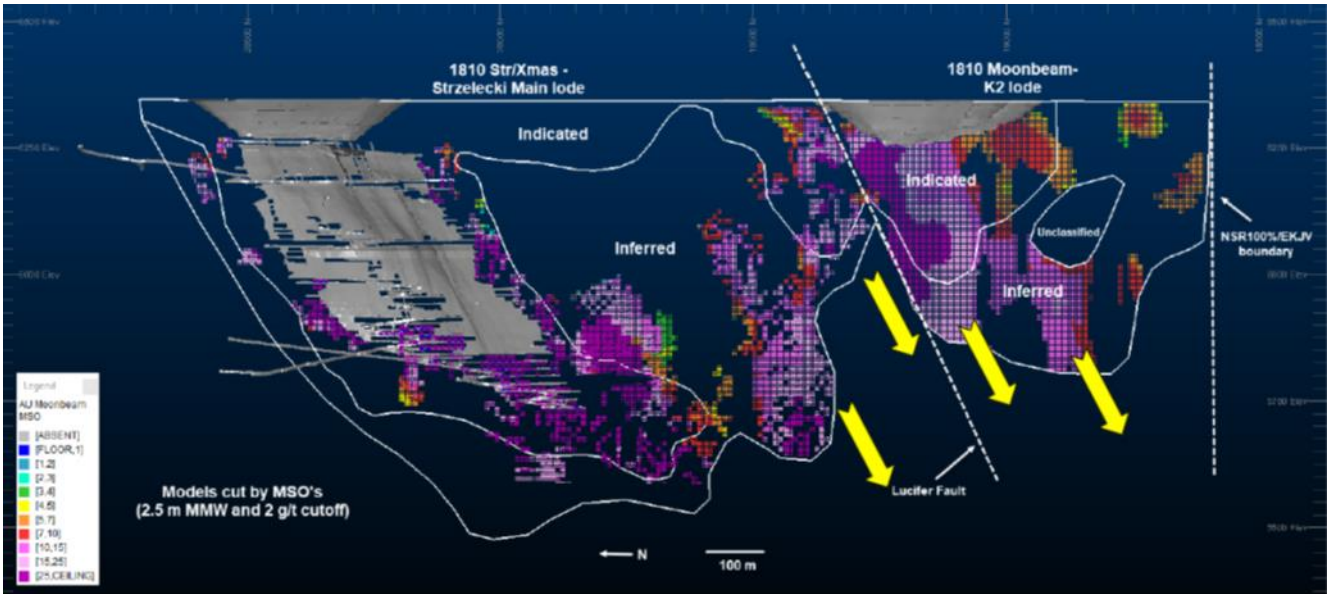 1810 Str/Xmas -
Strzelecki Main lode
1810 Moonbeam-
K2 lode
Indicated
Indicated
Unclassified
Inferred
Inferred
NSR100%/EKJV
boundary
Lucifer Fault
Models cut by MSO's
(2.5 m MMW and 2 g/t cutoff)
N
100 m
Legend
AU Moonbeam
MSO
[ABSENT]
[FLOOR,1]
[1,2]
[2,3]
[3,4]
[5,7]
[7,10]
[10,15]
[15,25]
[25,CEILING]